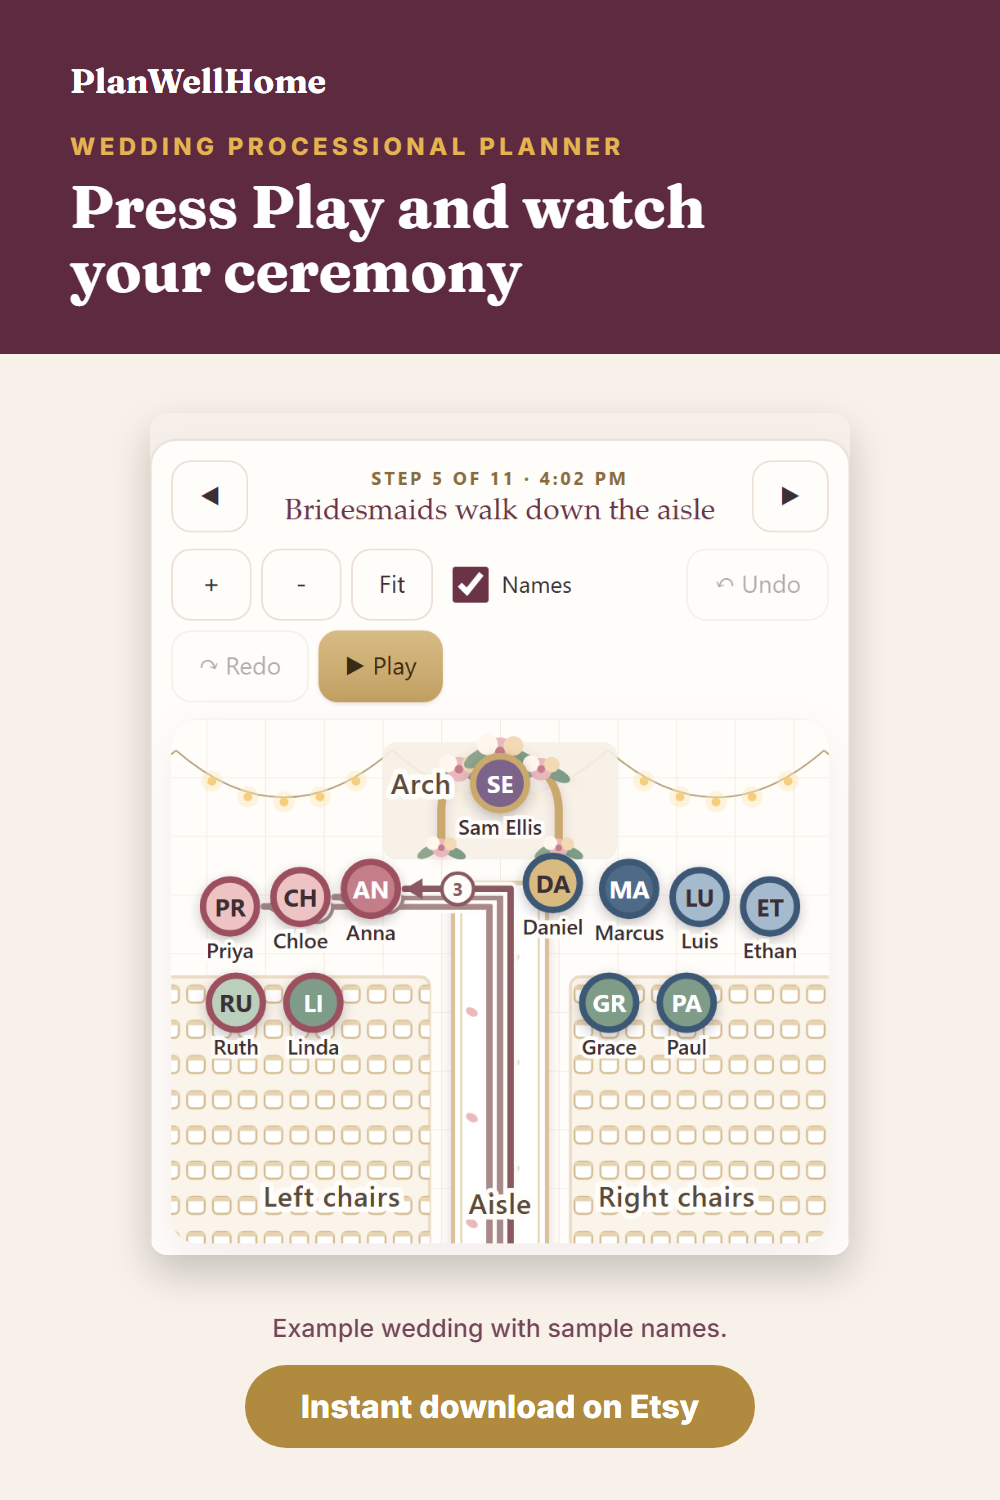 PlanWellHome
WEDDING PROCESSIONAL PLANNER
Press Play and watch
your ceremony
◀
STEP 5 OF 11 · 4:02 PM
Bridesmaids walk down the aisle
▶
+
-
Fit
Names
↶ Undo
↷ Redo
▶ Play
Arch
SE
Sam Ellis
PR
CH
AN
3
DA
MA
LU
ET
Priya
Chloe
Anna
Daniel
Marcus
Luis
Ethan
RU
LI
GR
PA
Ruth
Linda
Grace
Paul
Left chairs
Aisle
Right chairs
Example wedding with sample names.
Instant download on Etsy